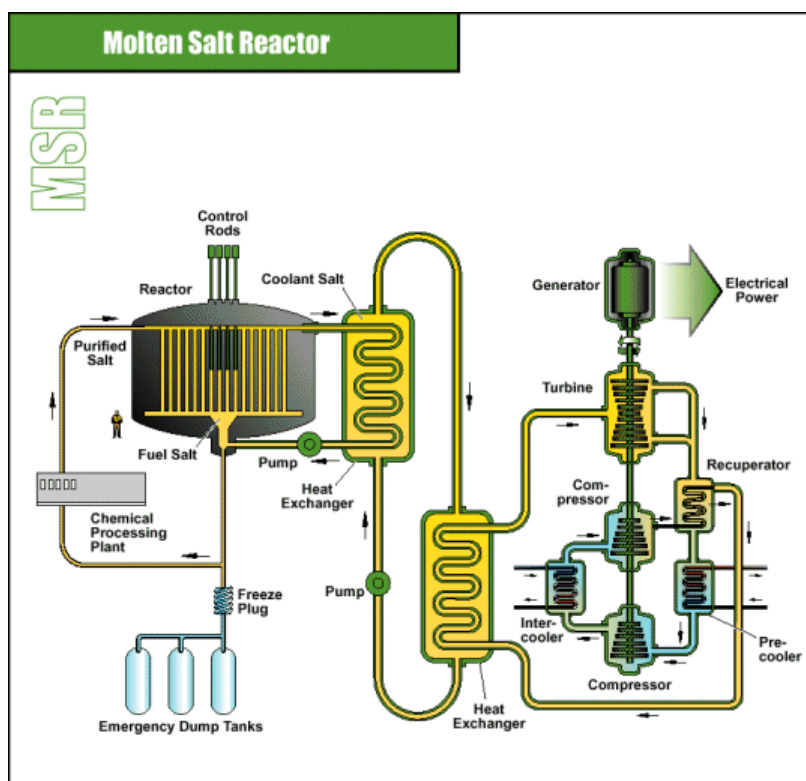 Molten Salt Reactor
MSR
Control
Rods
Coolant Salt
Reactor
Purified
Salt
Fuel Salt
Pump
Heat
Exchanger
Chemical
Processing
Plant
Freeze
Plug
Emergency Dump Tanks
Pump
Heat
Exchanger
Generator
Electrical
Power
Turbine
Recuperator
Com-
pressor
Inter-
cooler
Pre-
cooler
Compressor